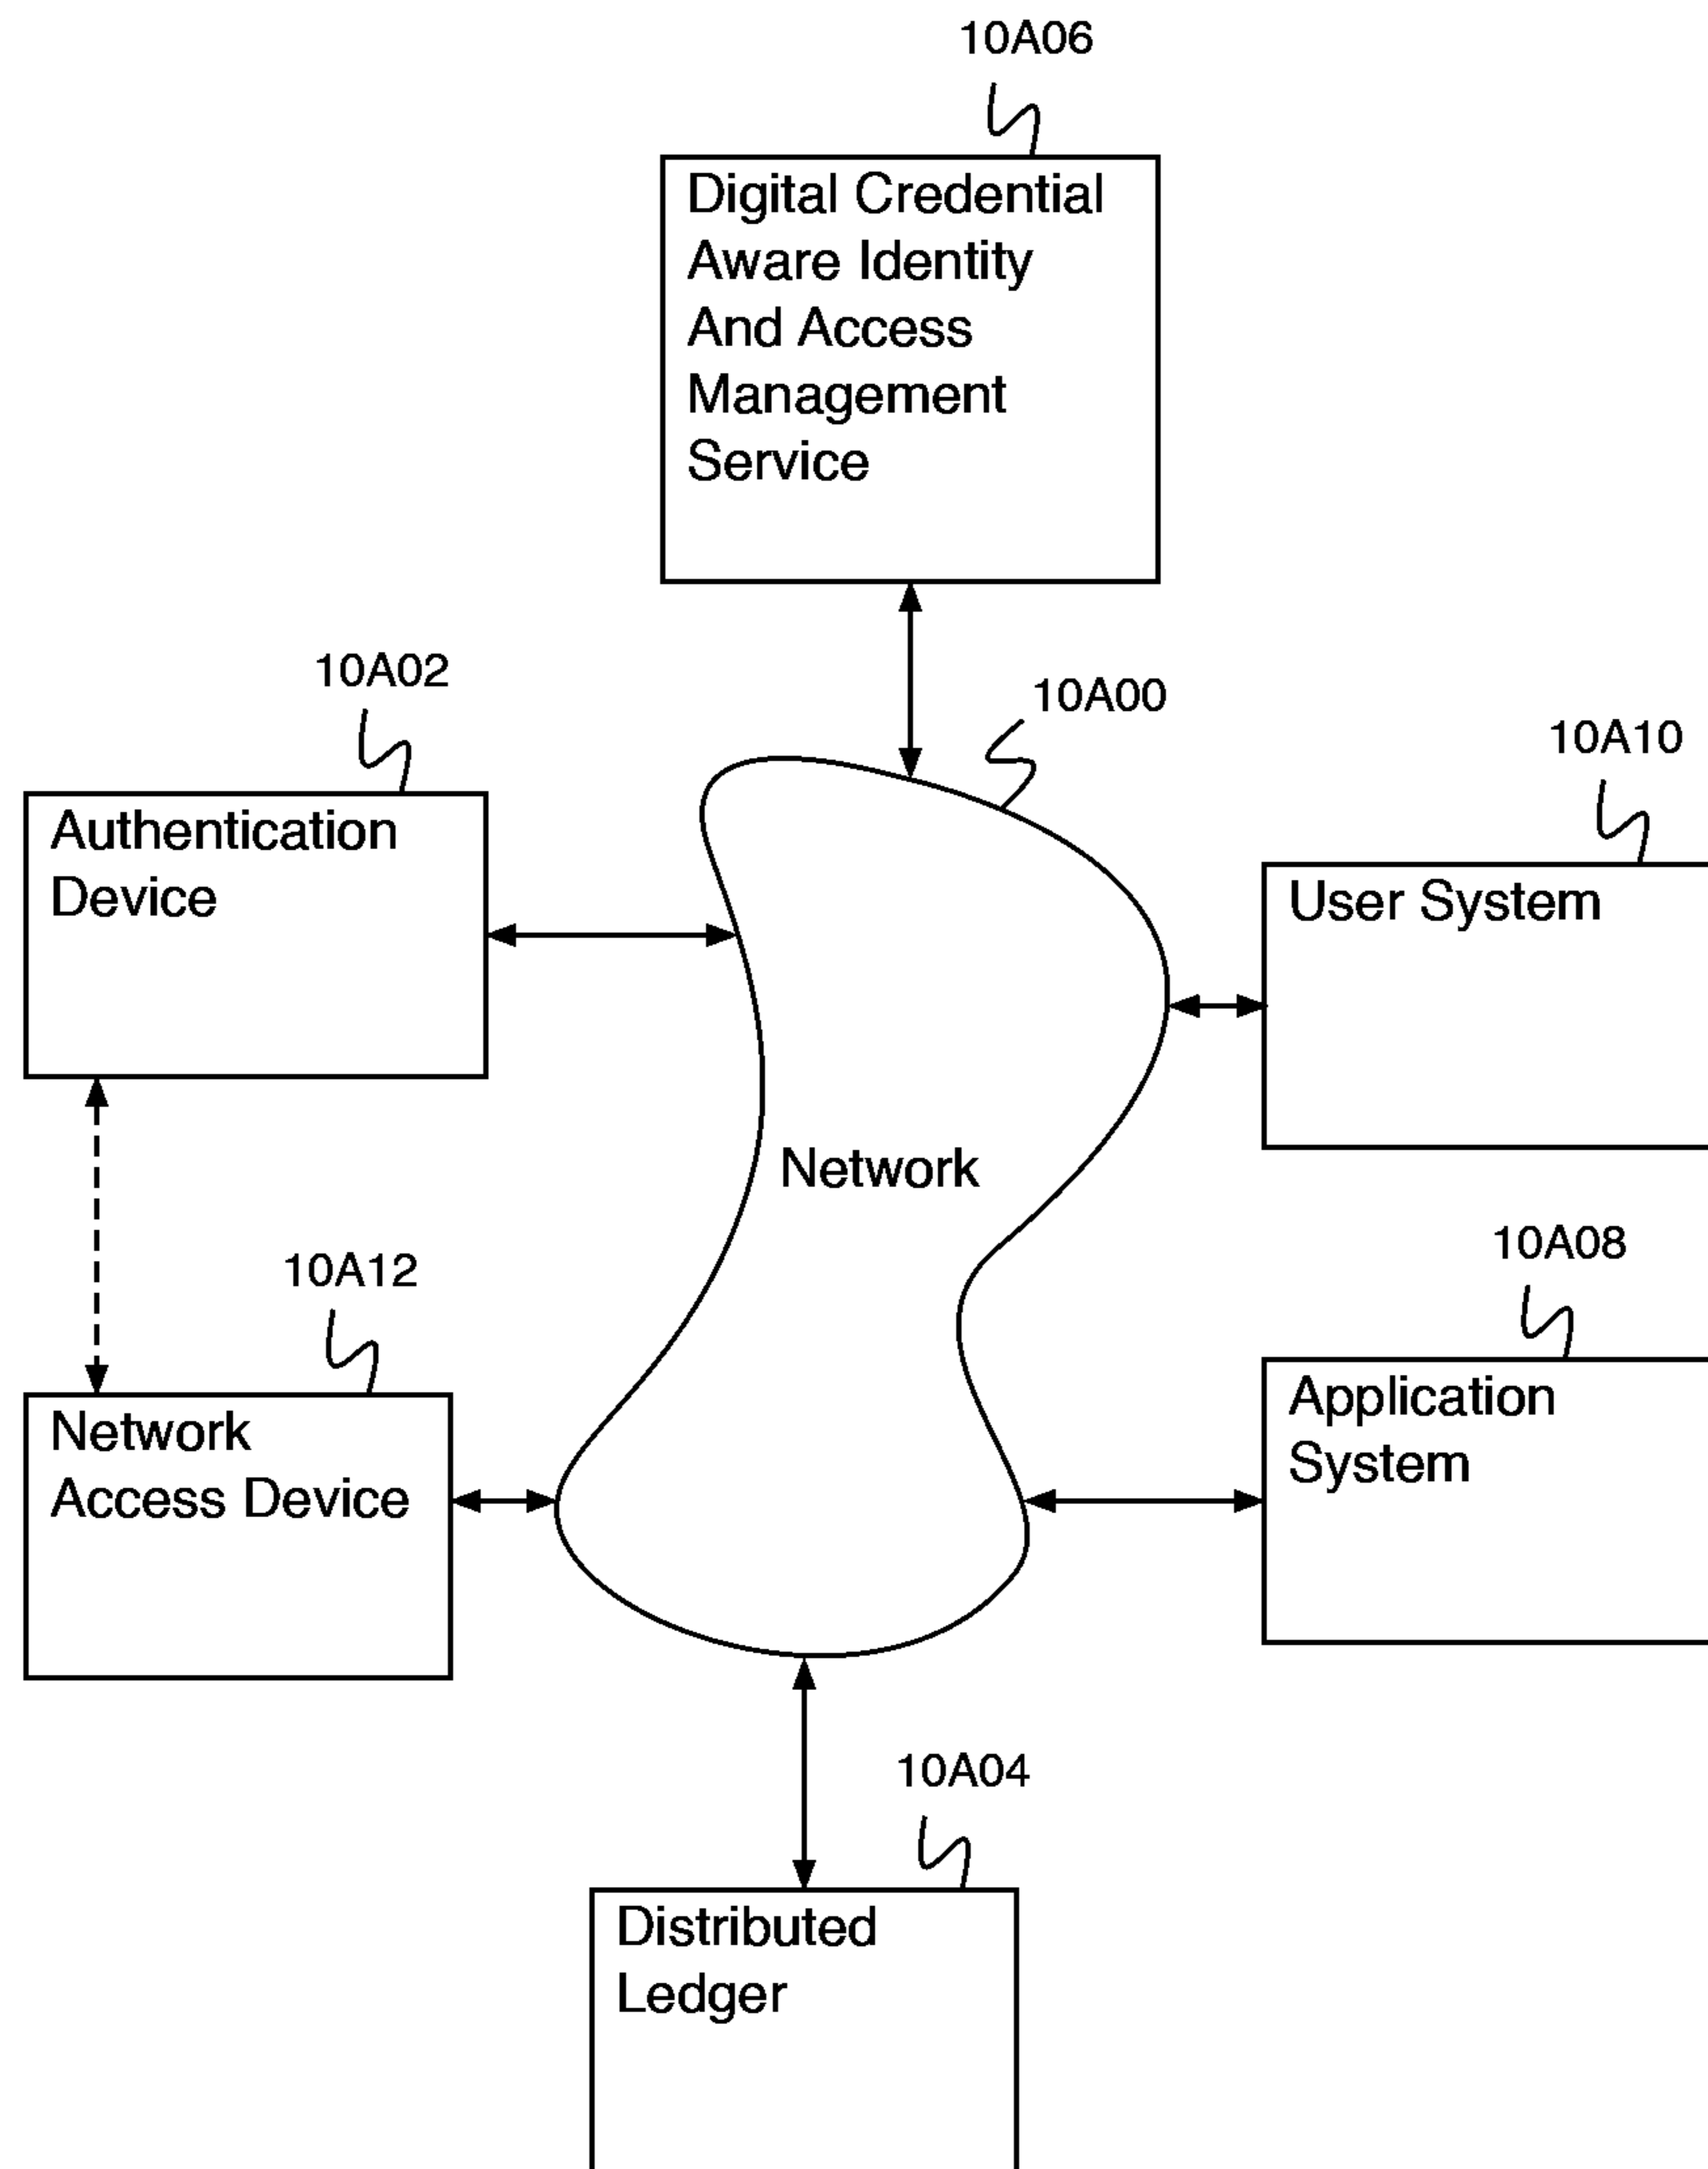 10A06
Digital Credential
Aware Identity
And Access
Management
Service
10A02
10A00
10A10
Authentication
Device
User System
Network
10A12
10A08
Network
Access Device
Application
System
10A04
Distributed
Ledger